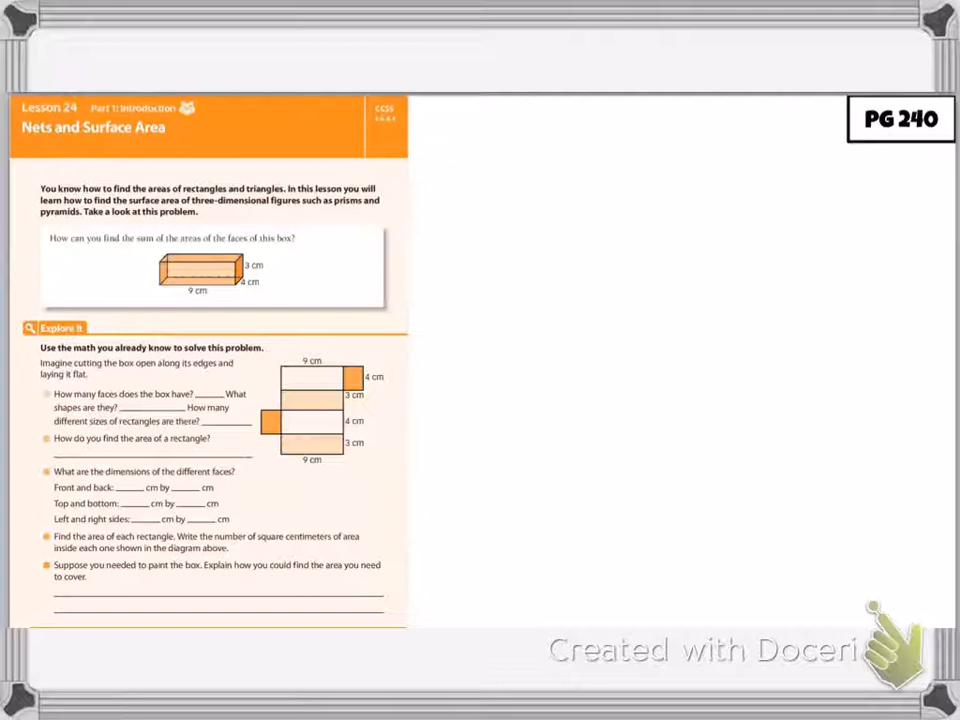 Lesson 24 Part 1: Introduction
CCSS
Nets and Surface Area
PG 240
You know how to find the areas of rectangles and triangles. In this lesson you will
learn how to find the surface area of three-dimensional figures such as prisms and
pyramids. Take a look at this problem.
How can you find the sum of the areas of the faces of this box?
3 cm
4 cm
9 cm
Explore It
Use the math you already know to solve this problem.
Imagine cutting the box open along its edges and
laying it flat.
How many faces does the box have? ______ What
shapes are they? ______________ How many
different sizes of rectangles are there? __________
How do you find the area of a rectangle?
9 cm
4 cm
3 cm
4 cm
3 cm
9 cm
What are the dimensions of the different faces?
Front and back: ______ cm by ______ cm
Top and bottom: ______ cm by ______ cm
Left and right sides: ______ cm by ______ cm
Find the area of each rectangle. Write the number of square centimeters of area
inside each one shown in the diagram above.
Suppose you needed to paint the box. Explain how you could find the area you need
to cover.
Created with Doceri